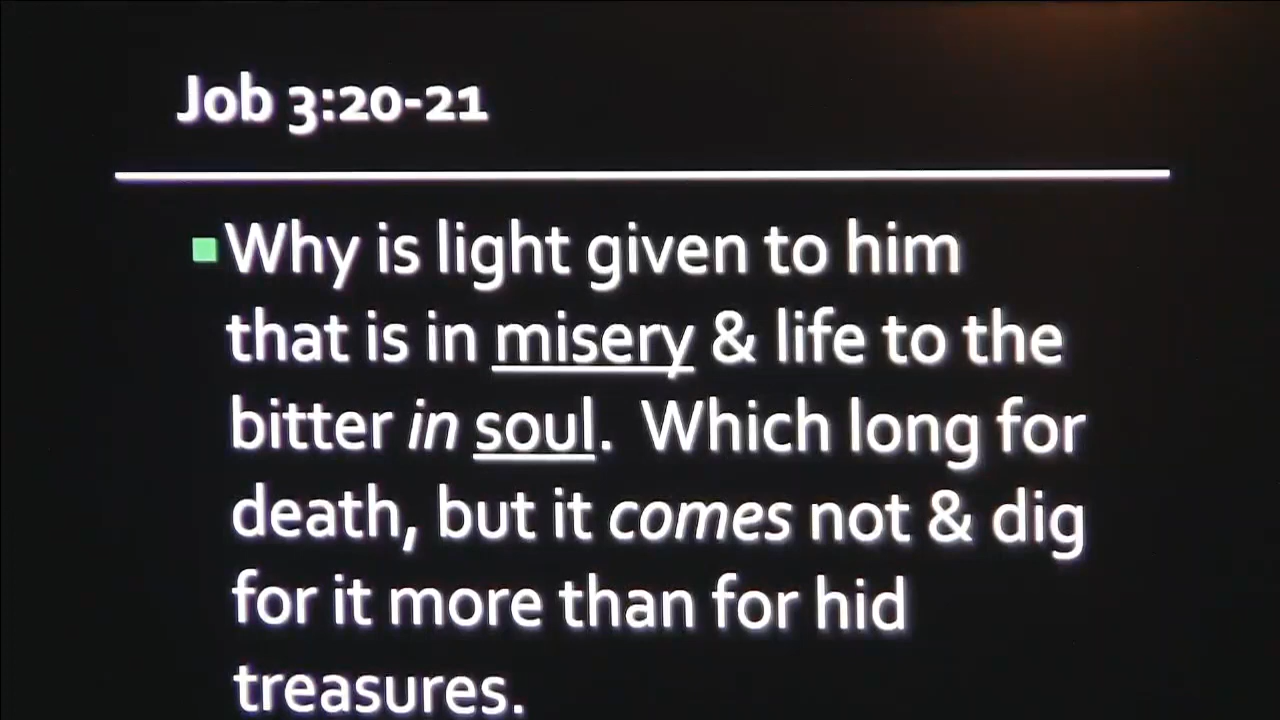 Job 3:20-21
Why is light given to him
that is in misery & life to the
bitter in soul.  Which long for
death, but it comes not & dig
for it more than for hid
treasures.